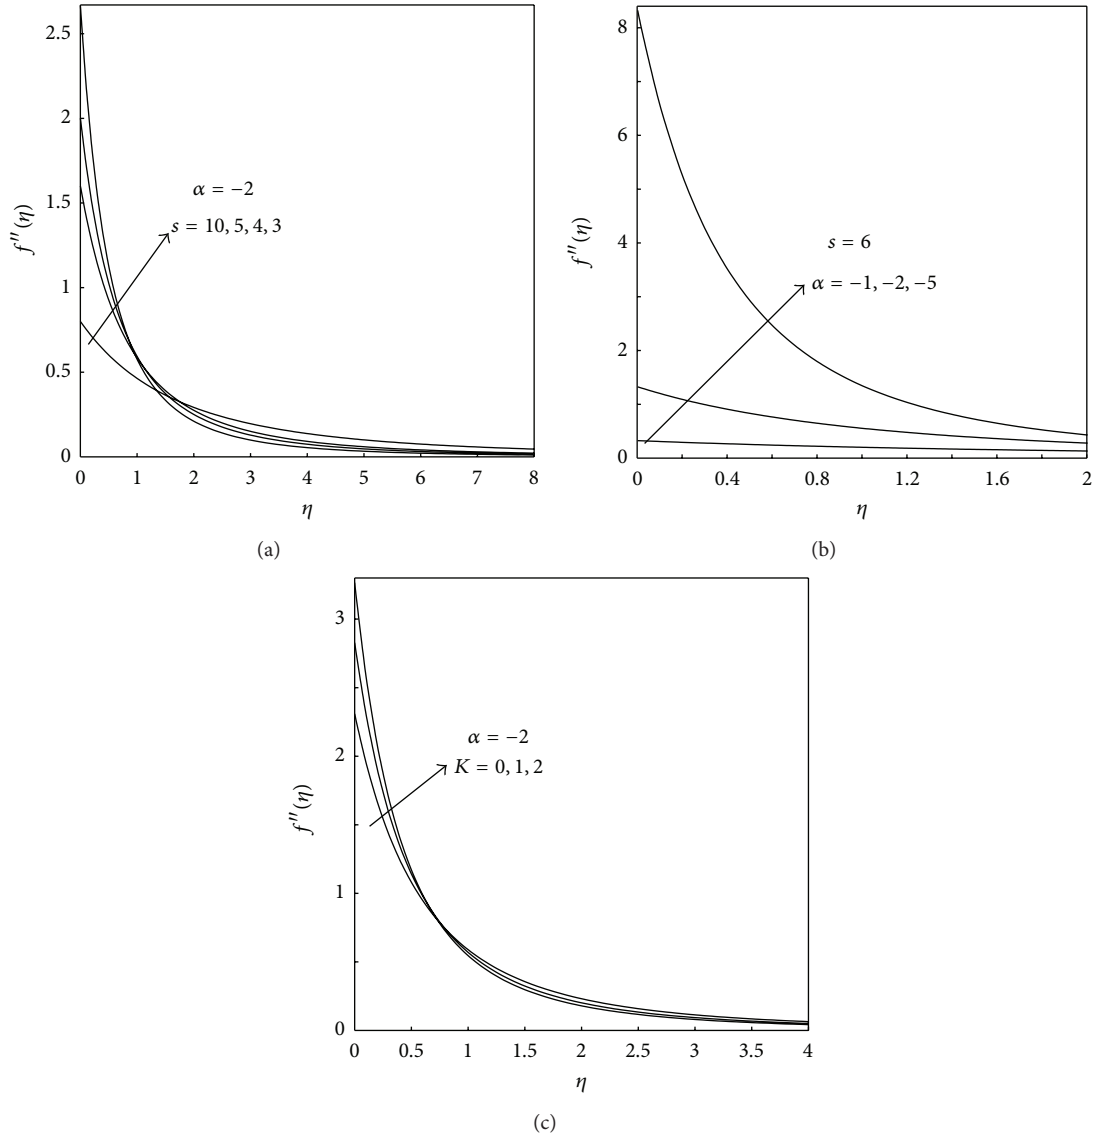 2.5
2
1.5
1
0.5
0
0 1 2 3 4 5 6 7 8
f″(η)
η
α = −2
s = 10, 5, 4, 3
(a)
8
6
4
2
0
0 0.4 0.8 1.2 1.6 2
f″(η)
η
s = 6
α = −1, −2, −5
(b)
3
2
1
0
0 0.5 1 1.5 2 2.5 3 3.5 4
f″(η)
η
α = −2
K = 0, 1, 2
(c)